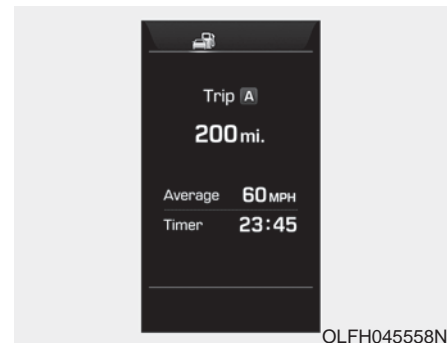 Trip A
200 mi.
Average 60 MPH
Timer 23:45
OLFH045558N